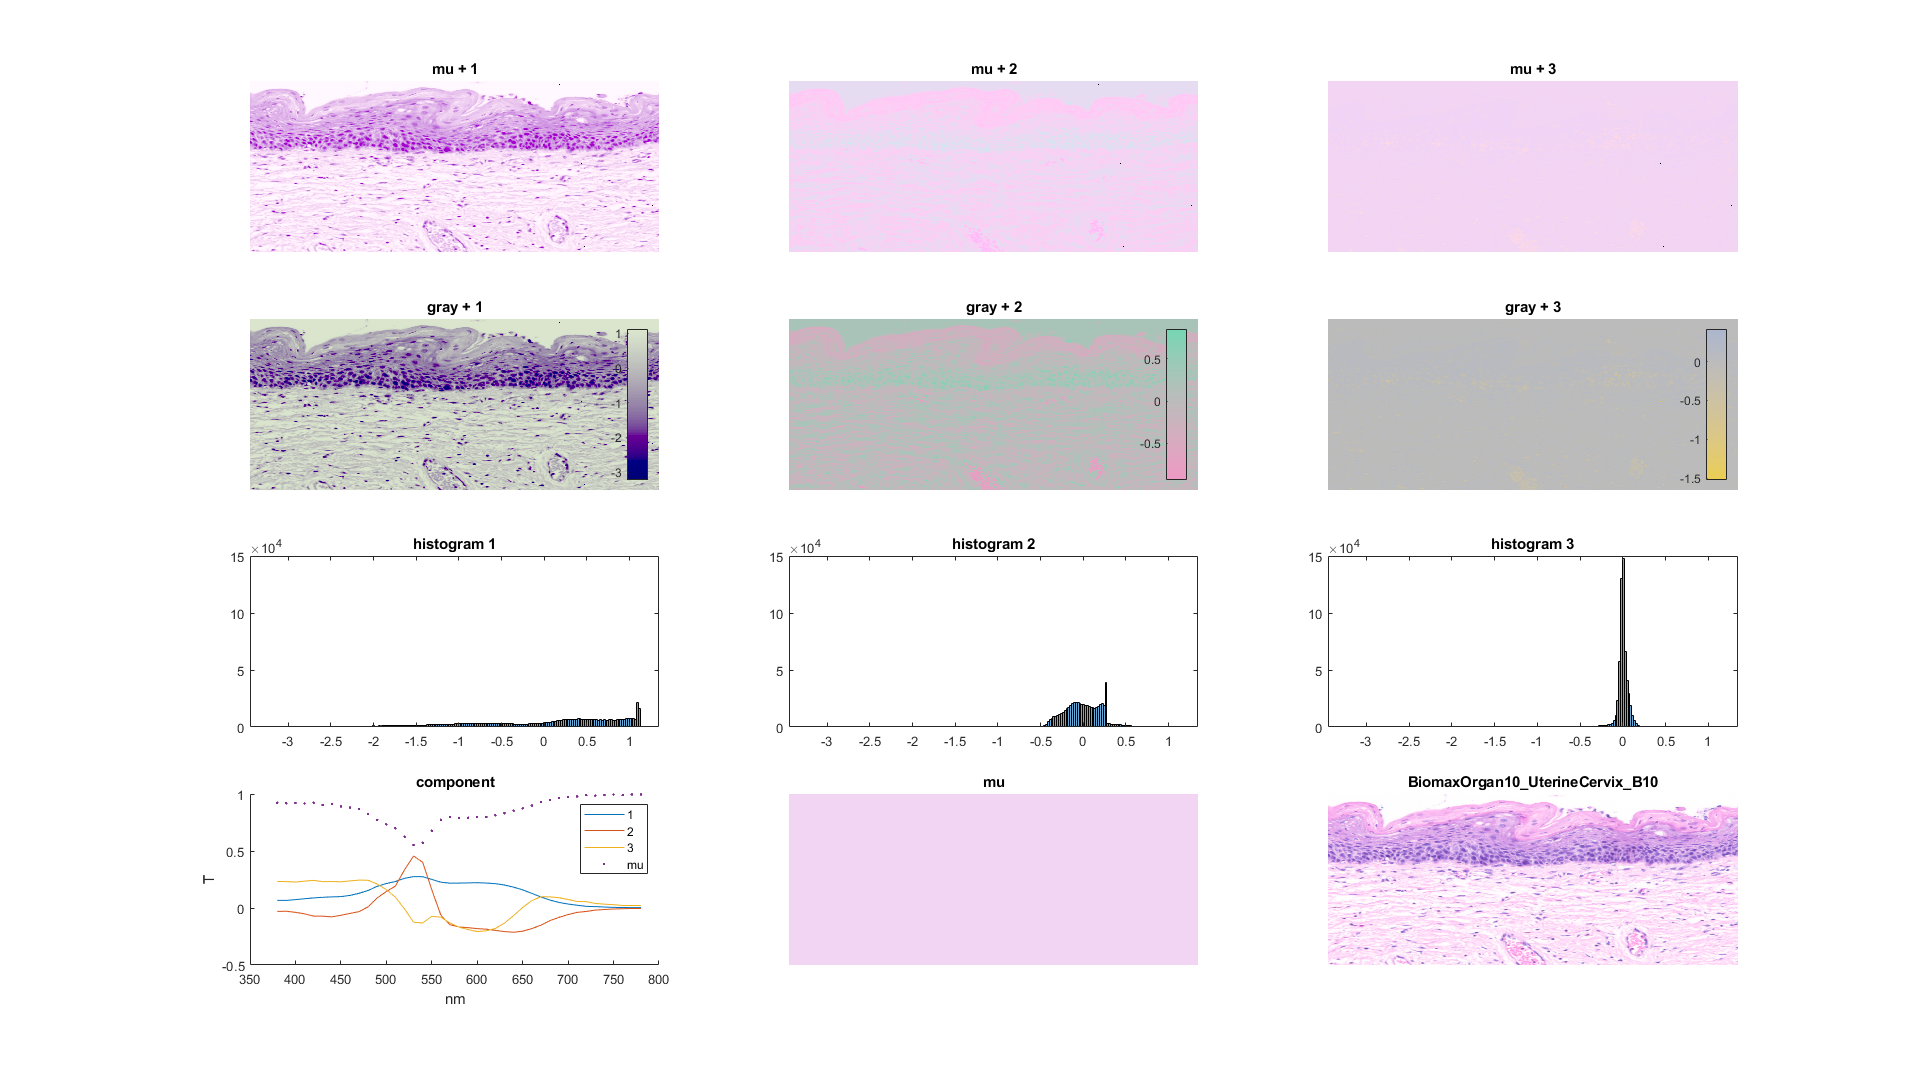 mu + 1
mu + 2
mu + 3
gray + 1
1
0
-1
-2
-3
gray + 2
0.5
0
-0.5
gray + 3
0
-0.5
-1
-1.5
histogram 1
×10^4
15
10
5
0
-3 -2.5 -2 -1.5 -1 -0.5 0 0.5 1
histogram 2
×10^4
15
10
5
0
-3 -2.5 -2 -1.5 -1 -0.5 0 0.5 1
histogram 3
×10^4
15
10
5
0
-3 -2.5 -2 -1.5 -1 -0.5 0 0.5 1
component
1
0.5
0
-0.5
T
350 400 450 500 550 600 650 700 750 800
nm
1
2
3
mu
mu
BiomaxOrgan10_UterineCervix_B10